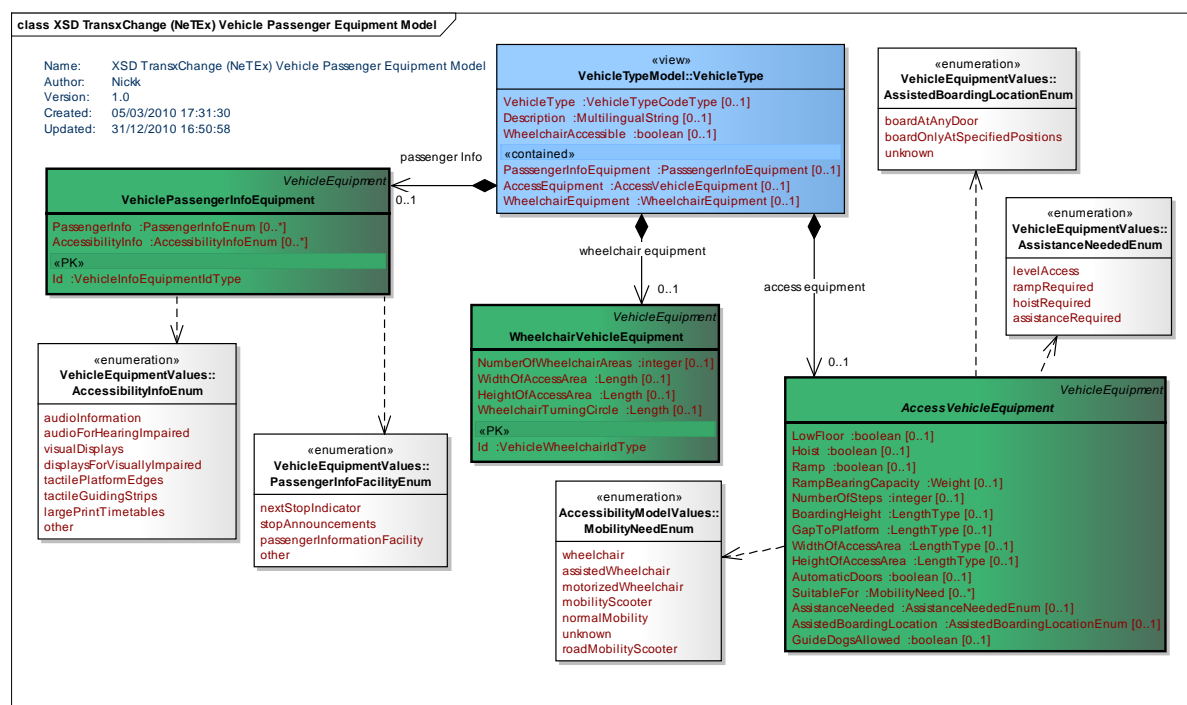 class XSD TransxChange (NeTEx) Vehicle Passenger Equipment Model
Name: XSD TransxChange (NeTEx) Vehicle Passenger Equipment Model
Author: Nickk
Version: 1.0
Created: 05/03/2010 17:31:30
Updated: 31/12/2010 16:50:58
«view»
VehicleTypeModel::VehicleType
VehicleType :VehicleTypeCodeType [0..1]
Description :MultilingualString [0..1]
WheelchairAccessible :boolean [0..1]
«contained»
PasssengerInfoEquipment :PasssengerInfoEquipment [0..1]
AccessEquipment :AccessVehicleEquipment [0..1]
WheelchairEquipment :WheelchairEquipment [0..1]
«enumeration»
VehicleEquipmentValues::
AssistedBoardingLocationEnum
boardAtAnyDoor
boardOnlyAtSpecifiedPositions
unknown
passenger Info
0..1
VehicleEquipment
VehiclePassengerInfoEquipment
PassengerInfo :PassengerInfoEnum [0..*]
AccessibilityInfo :AccessibilityInfoEnum [0..*]
«PK»
Id :VehicleInfoEquipmentIdType
«enumeration»
VehicleEquipmentValues::
AssistanceNeededEnum
levelAccess
rampRequired
hoistRequired
assistanceRequired
wheelchair equipment
0..1
access equipment
0..1
VehicleEquipment
WheelchairVehicleEquipment
NumberOfWheelchairAreas :integer [0..1]
WidthOfAccessArea :Length [0..1]
HeightOfAccessArea :Length [0..1]
WheelchairTurningCircle :Length [0..1]
«PK»
Id :VehicleWheelchairIdType
«enumeration»
VehicleEquipmentValues::
AccessibilityInfoEnum
audioInformation
audioForHearingImpaired
visualDisplays
displaysForVisuallyImpaired
tactilePlatformEdges
tactileGuidingStrips
largePrintTimetables
other
«enumeration»
VehicleEquipmentValues::
PassengerInfoFacilityEnum
nextStopIndicator
stopAnnouncements
passengerInformationFacility
other
VehicleEquipment
AccessVehicleEquipment
LowFloor :boolean [0..1]
Hoist :boolean [0..1]
Ramp :boolean [0..1]
RampBearingCapacity :Weight [0..1]
NumberOfSteps :integer [0..1]
BoardingHeight :LengthType [0..1]
GapToPlatform :LengthType [0..1]
WidthOfAccessArea :LengthType [0..1]
HeightOfAccessArea :LengthType [0..1]
AutomaticDoors :boolean [0..1]
SuitableFor :MobilityNeed [0..*]
AssistanceNeeded :AssistanceNeededEnum [0..1]
AssistedBoardingLocation :AssistedBoardingLocationEnum [0..1]
GuideDogsAllowed :boolean [0..1]
«enumeration»
AccessibilityModelValues::
MobilityNeedEnum
wheelchair
assistedWheelchair
motorizedWheelchair
mobilityScooter
normalMobility
unknown
roadMobilityScooter